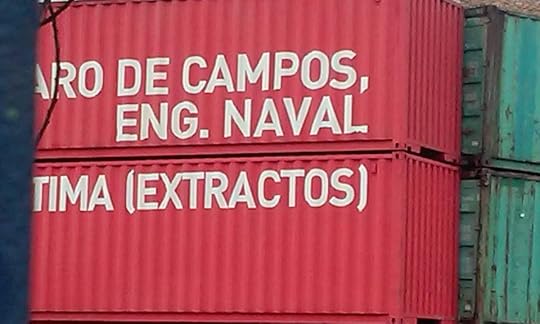 ARO DE CAMPOS,
ENG. NAVAL
TIMA (EXTRACTOS)